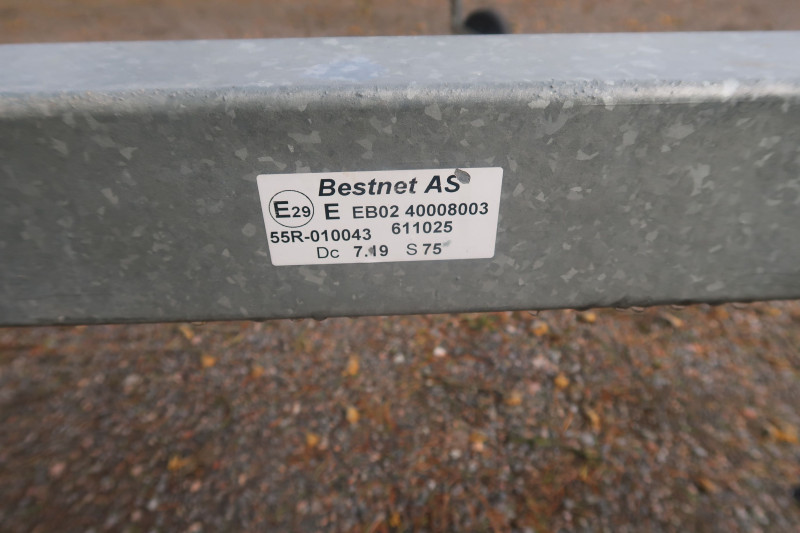 Bestnet AS
E29 E EB02 40008003
55R-010043 611025
Dc 7.19 S 75